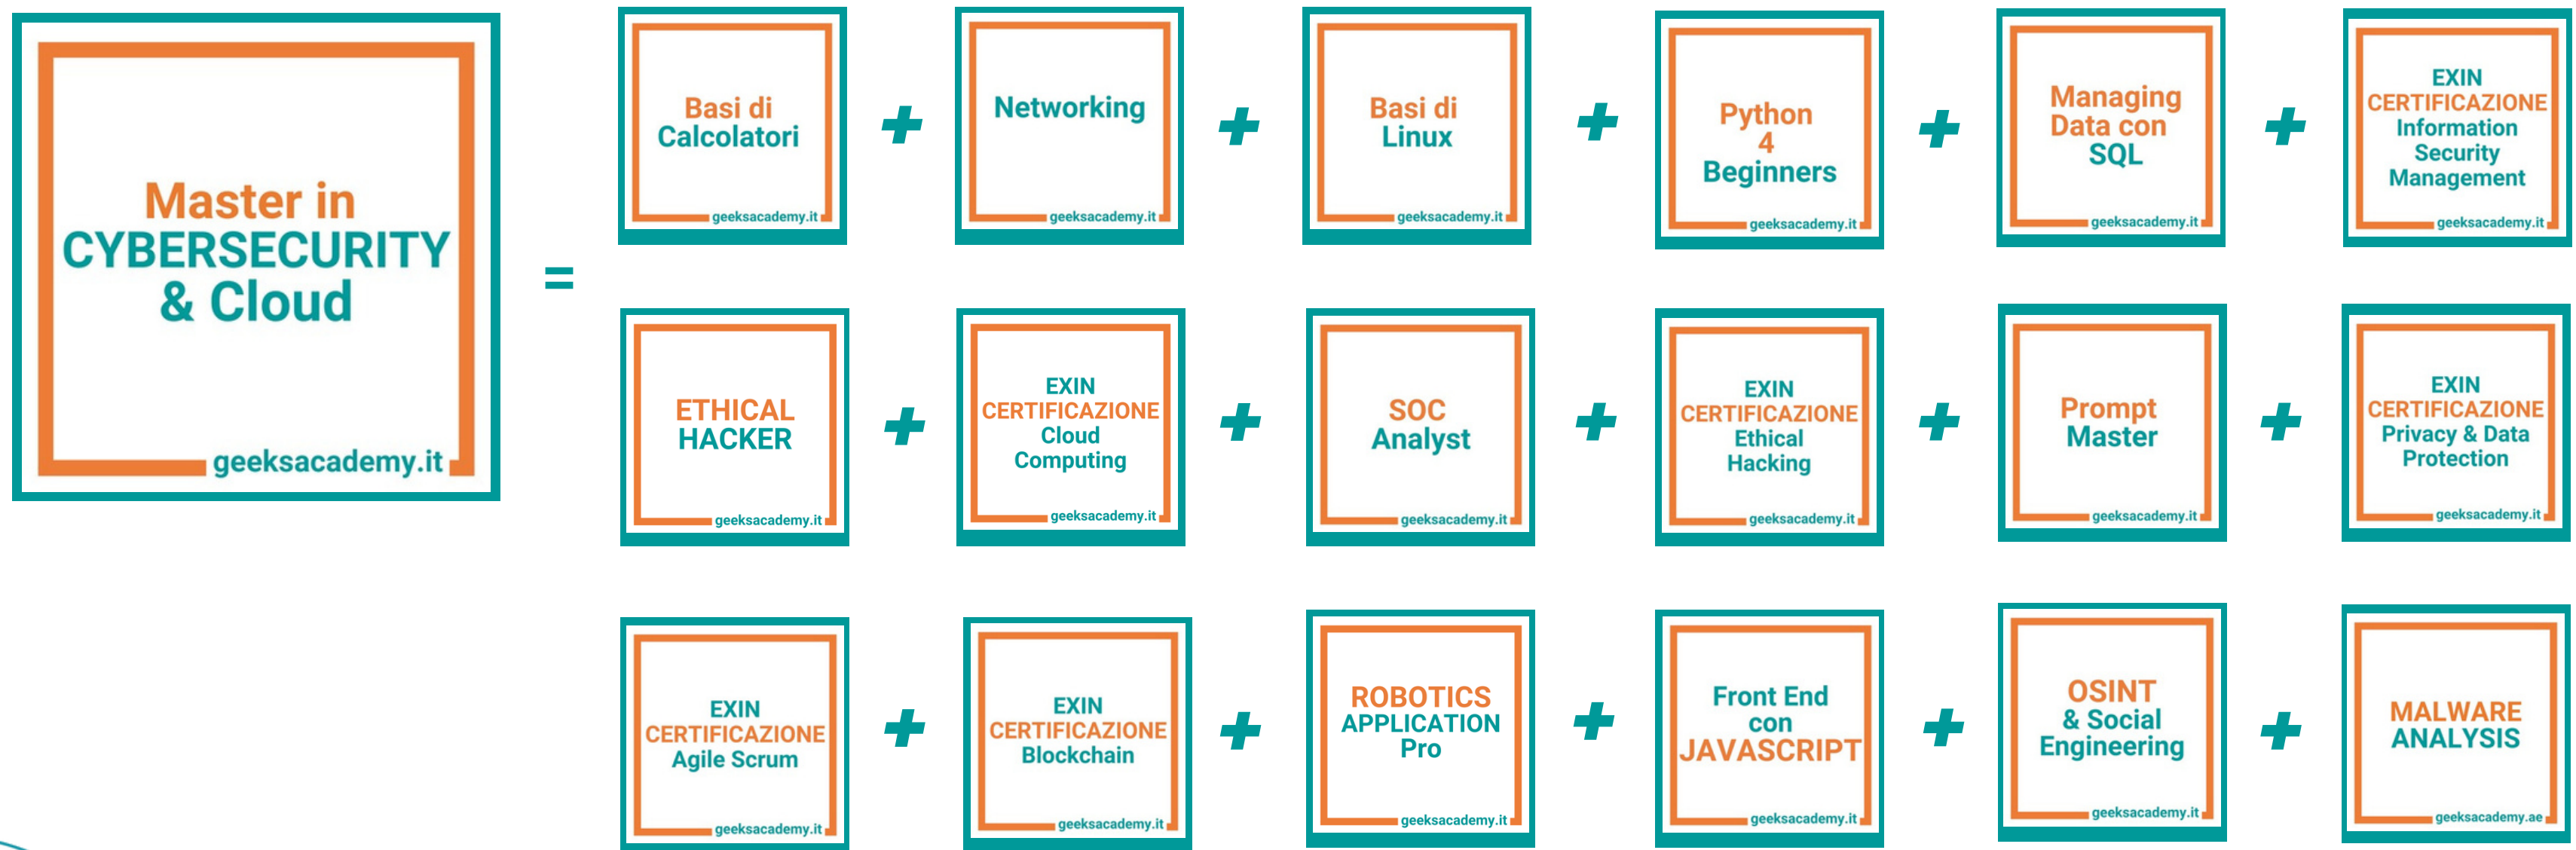 Master in
CYBERSECURITY
& Cloud
geeksacademy.it
=
Basi di
Calcolatori
geeksacademy.it
+
Networking
geeksacademy.it
+
Basi di
Linux
geeksacademy.it
+
Python
4
Beginners
geeksacademy.it
+
Managing
Data con
SQL
geeksacademy.it
+
EXIN
CERTIFICAZIONE
Information
Security
Management
geeksacademy.it
ETHICAL
HACKER
geeksacademy.it
+
EXIN
CERTIFICAZIONE
Cloud
Computing
geeksacademy.it
+
SOC
Analyst
geeksacademy.it
+
EXIN
CERTIFICAZIONE
Ethical
Hacking
geeksacademy.it
+
Prompt
Master
geeksacademy.it
+
EXIN
CERTIFICAZIONE
Privacy & Data
Protection
geeksacademy.it
EXIN
CERTIFICAZIONE
Agile Scrum
geeksacademy.it
+
EXIN
CERTIFICAZIONE
Blockchain
geeksacademy.it
+
ROBOTICS
APPLICATION
Pro
geeksacademy.it
+
Front End
con
JAVASCRIPT
geeksacademy.it
+
OSINT
& Social
Engineering
geeksacademy.it
+
MALWARE
ANALYSIS
geeksacademy.ae